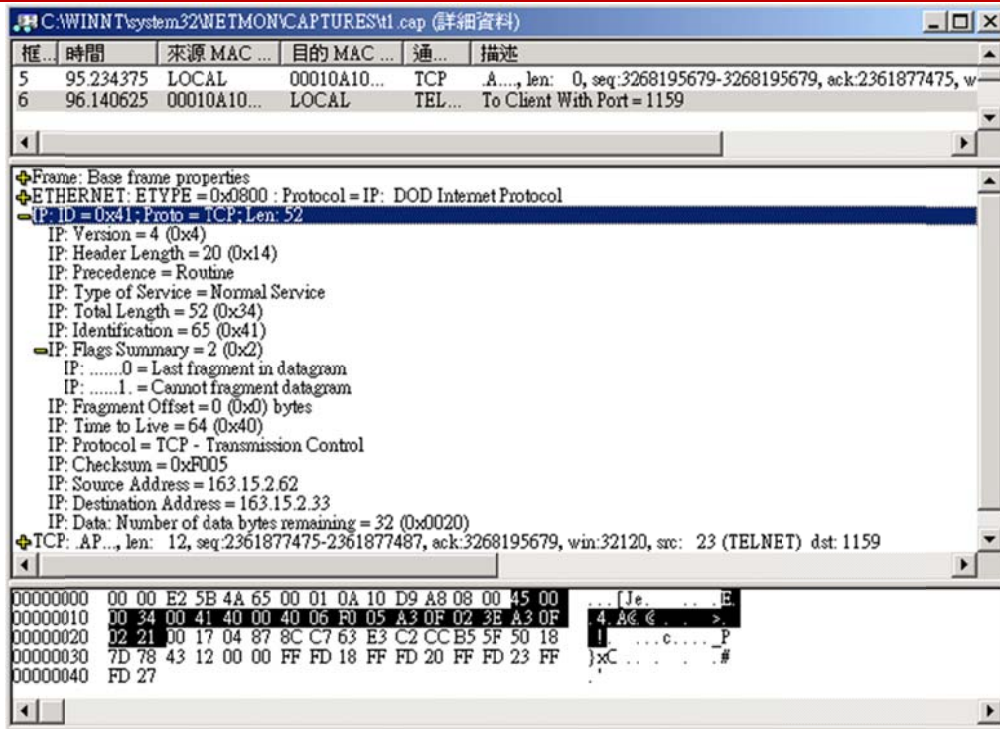 C:\WINNT\system32\NETMON\CAPTURES\t1.cap (詳細資料)
框... 時間 來源 MAC ... 目的 MAC ... 通... 描述
5 95.234375 LOCAL 00010A10... TCP .A...., len: 0, seq:3268195679-3268195679, ack:2361877475, w
6 96.140625 00010A10... LOCAL TEL... To Client With Port = 1159
Frame: Base frame properties
ETHERNET: ETYPE = 0x0800 : Protocol = IP: DOD Internet Protocol
IP: ID = 0x41; Proto = TCP; Len: 52
IP: Version = 4 (0x4)
IP: Header Length = 20 (0x14)
IP: Precedence = Routine
IP: Type of Service = Normal Service
IP: Total Length = 52 (0x34)
IP: Identification = 65 (0x41)
IP: Flags Summary = 2 (0x2)
IP: .......0 = Last fragment in datagram
IP: ......1. = Cannot fragment datagram
IP: Fragment Offset = 0 (0x0) bytes
IP: Time to Live = 64 (0x40)
IP: Protocol = TCP - Transmission Control
IP: Checksum = 0xF005
IP: Source Address = 163.15.2.62
IP: Destination Address = 163.15.2.33
IP: Data: Number of data bytes remaining = 32 (0x0020)
TCP: .AP..., len: 12, seq:2361877475-2361877487, ack:3268195679, win:32120, src: 23 (TELNET) dst: 1159
00000000 00 00 E2 5B 4A 65 00 01 0A 10 D9 A8 08 00 45 00 ...[Je. ... .E.
00000010 00 34 00 41 40 00 40 06 F0 05 A3 0F 02 3E A3 0F .4.A@.@. . . >.
00000020 02 21 00 17 04 87 8C C7 63 E3 C2 CC B5 5F 50 18 .! ...c...._P
00000030 7D 78 43 12 00 00 FF FD 18 FF FD 20 FF FD 23 FF }xC .. . . . .#
00000040 FD 27 .'